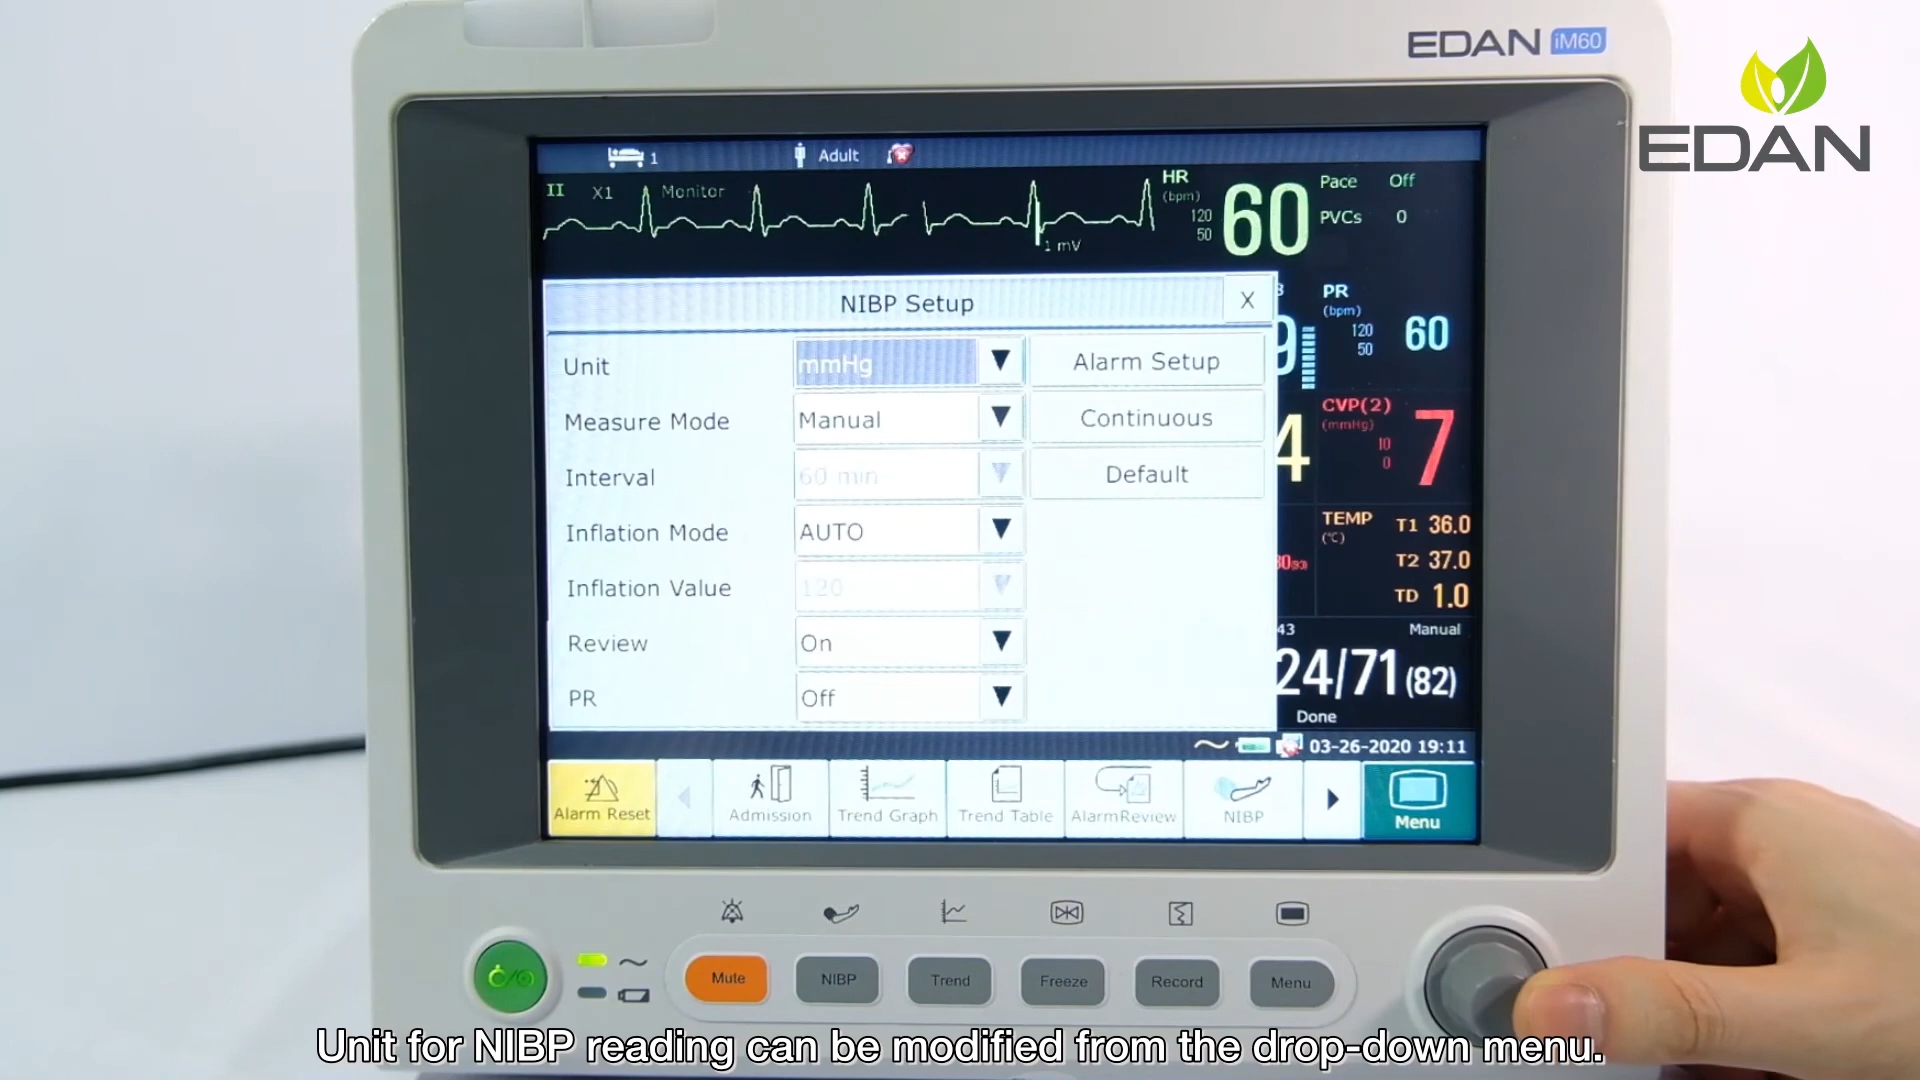 EDAN iM60
EDAN
1 Adult
II X1 Monitor
1 mV
HR
(bpm)
120
50
60
Pace Off
PVCs 0
NIBP Setup X
Unit mmHg Alarm Setup
Measure Mode Manual Continuous
Interval 60 min Default
Inflation Mode AUTO
Inflation Value 120
Review On
PR Off
PR
(bpm)
120
50
60
CVP(2)
(mmHg)
10
0
7
4
TEMP
(°C)
T1 36.0
T2 37.0
TD 1.0
43 Manual
24/71 (82)
Done
03-26-2020 19:11
Alarm Reset
Admission
Trend Graph
Trend Table
AlarmReview
NIBP
Menu
Mute
NIBP
Trend
Freeze
Record
Menu
Unit for NIBP reading can be modified from the drop-down menu.